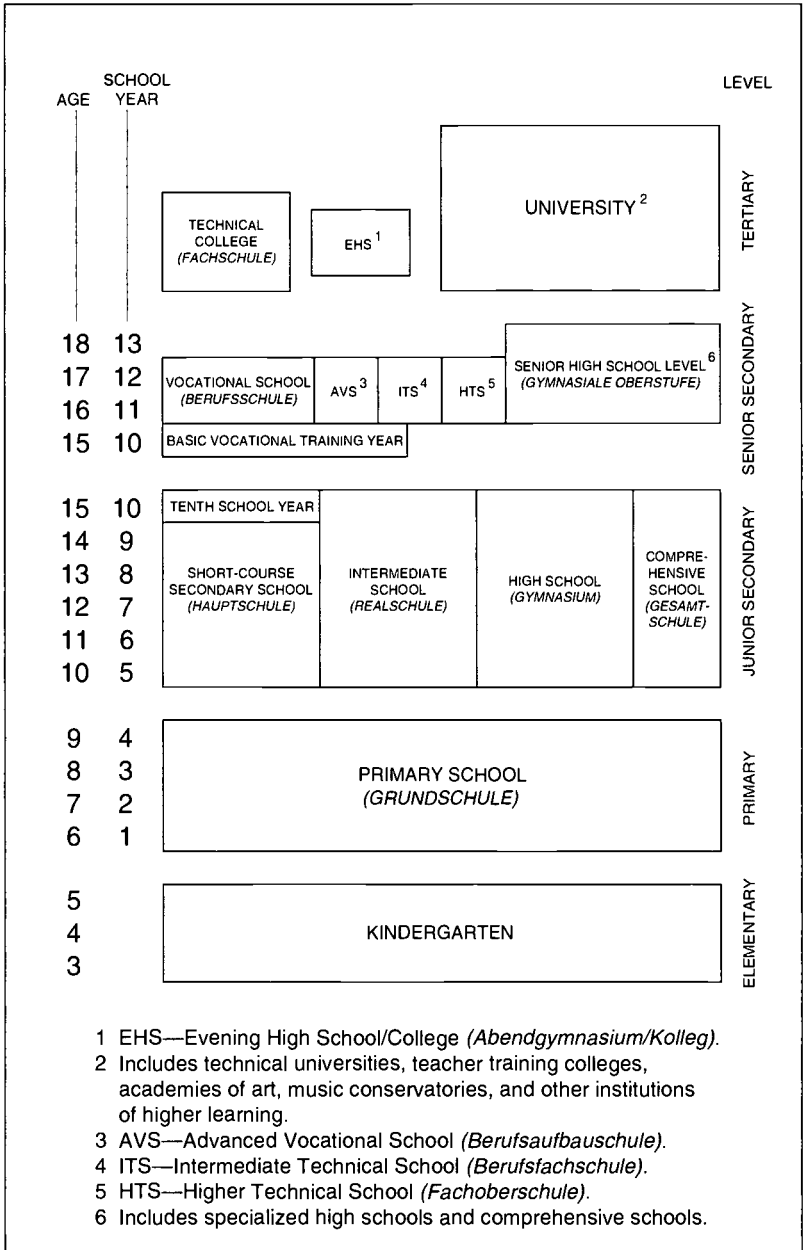 AGE
SCHOOL
YEAR
LEVEL
TECHNICAL
COLLEGE
(FACHSCHULE)
EHS 1
UNIVERSITY 2
TERTIARY
18 13
17 12
16 11
15 10
VOCATIONAL SCHOOL
(BERUFSSCHULE)
AVS 3
ITS 4
HTS 5
SENIOR HIGH SCHOOL LEVEL 6
(GYMNASIALE OBERSTUFE)
BASIC VOCATIONAL TRAINING YEAR
SENIOR SECONDARY
15 10
14 9
13 8
12 7
11 6
10 5
TENTH SCHOOL YEAR
SHORT-COURSE
SECONDARY SCHOOL
(HAUPTSCHULE)
INTERMEDIATE
SCHOOL
(REALSCHULE)
HIGH SCHOOL
(GYMNASIUM)
COMPRE-
HENSIVE
SCHOOL
(GESAMT-
SCHULE)
JUNIOR SECONDARY
9 4
8 3
7 2
6 1
PRIMARY SCHOOL
(GRUNDSCHULE)
PRIMARY
5
4
3
KINDERGARTEN
ELEMENTARY
1 EHS—Evening High School/College (Abendgymnasium/Kolleg).
2 Includes technical universities, teacher training colleges,
academies of art, music conservatories, and other institutions
of higher learning.
3 AVS—Advanced Vocational School (Berufsaufbauschule).
4 ITS—Intermediate Technical School (Berufsfachschule).
5 HTS—Higher Technical School (Fachoberschule).
6 Includes specialized high schools and comprehensive schools.